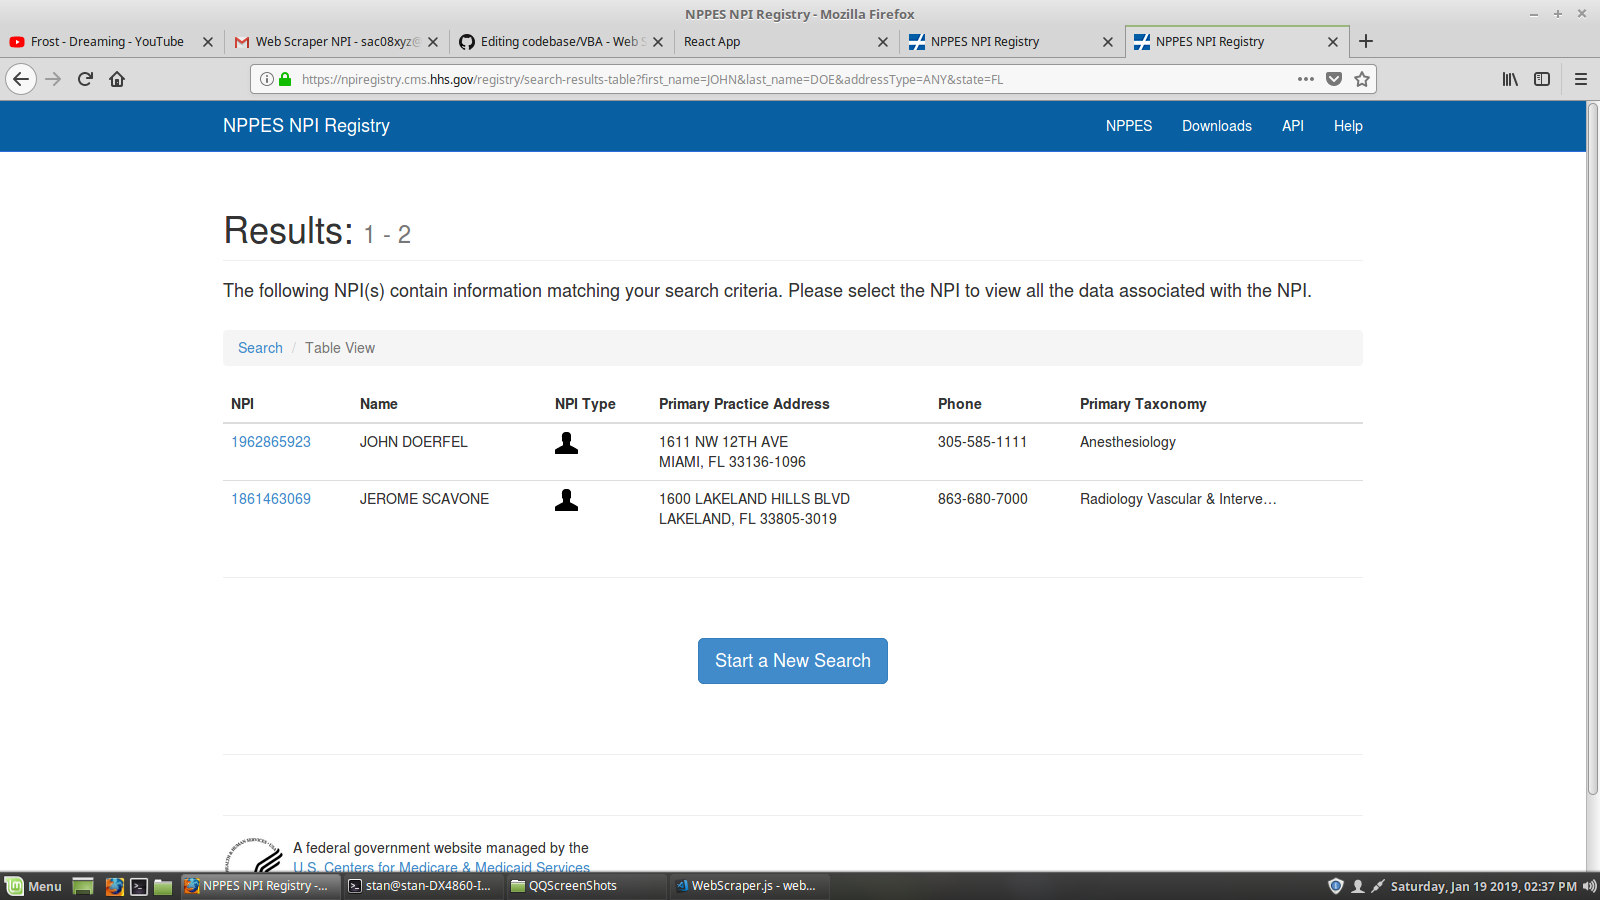 NPPES NPI Registry - Mozilla Firefox
Frost - Dreaming - YouTube
Web Scraper NPI - sac08xyz@
Editing codebase/VBA - Web S
React App
NPPES NPI Registry
NPPES NPI Registry
https://npiregistry.cms.hhs.gov/registry/search-results-table?first_name=JOHN&last_name=DOE&addressType=ANY&state=FL
NPPES NPI Registry
NPPES
Downloads
API
Help
Results: 1 - 2
The following NPI(s) contain information matching your search criteria. Please select the NPI to view all the data associated with the NPI.
Search / Table View
NPI Name NPI Type Primary Practice Address Phone Primary Taxonomy
1962865923 JOHN DOERFEL 1611 NW 12TH AVE 305-585-1111 Anesthesiology
MIAMI, FL 33136-1096
1861463069 JEROME SCAVONE 1600 LAKELAND HILLS BLVD 863-680-7000 Radiology Vascular & Interve...
LAKELAND, FL 33805-3019
Start a New Search
A federal government website managed by the
U.S. Centers for Medicare & Medicaid Services
Menu
NPPES NPI Registry -...
stan@stan-DX4860-I...
QQScreenShots
WebScraper.js - web...
Saturday, Jan 19 2019, 02:37 PM